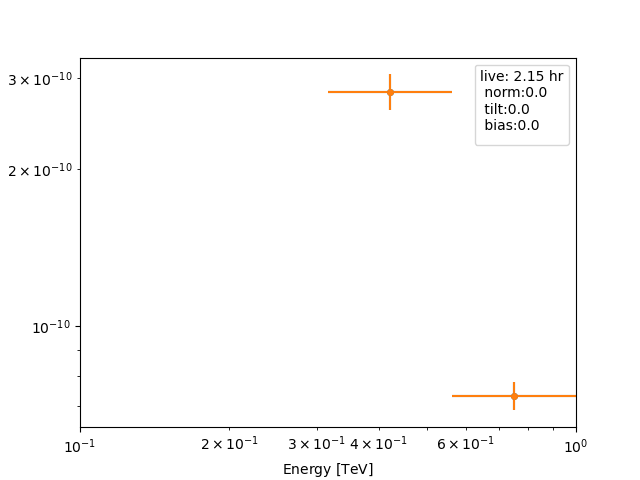 3×10⁻¹⁰
2×10⁻¹⁰
10⁻¹⁰
live: 2.15 hr
norm:0.0
tilt:0.0
bias:0.0
10⁻¹ 2×10⁻¹ 3×10⁻¹ 4×10⁻¹ 6×10⁻¹ 10⁰
Energy [TeV]